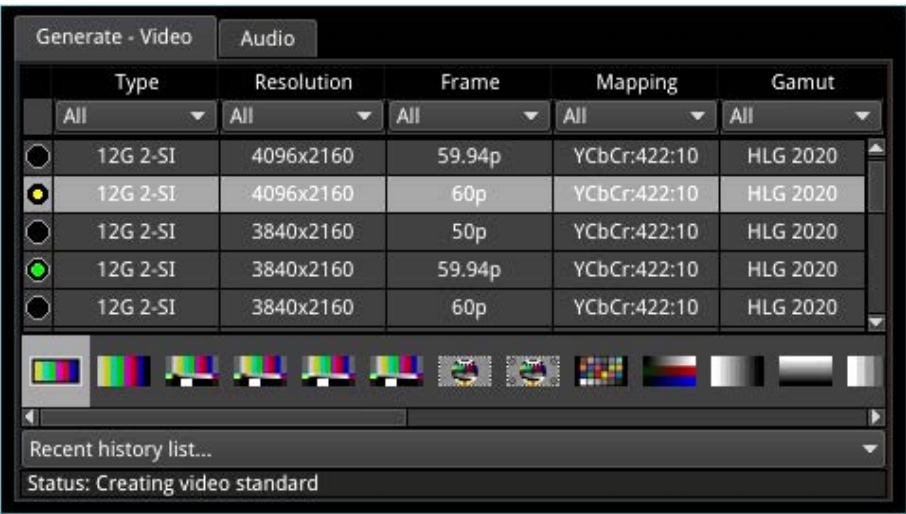 Generate - Video Audio
Type Resolution Frame Mapping Gamut
All All All All All
12G 2-SI 4096x2160 59.94p YCbCr:422:10 HLG 2020
12G 2-SI 4096x2160 60p YCbCr:422:10 HLG 2020
12G 2-SI 3840x2160 50p YCbCr:422:10 HLG 2020
12G 2-SI 3840x2160 59.94p YCbCr:422:10 HLG 2020
12G 2-SI 3840x2160 60p YCbCr:422:10 HLG 2020
Recent history list...
Status: Creating video standard